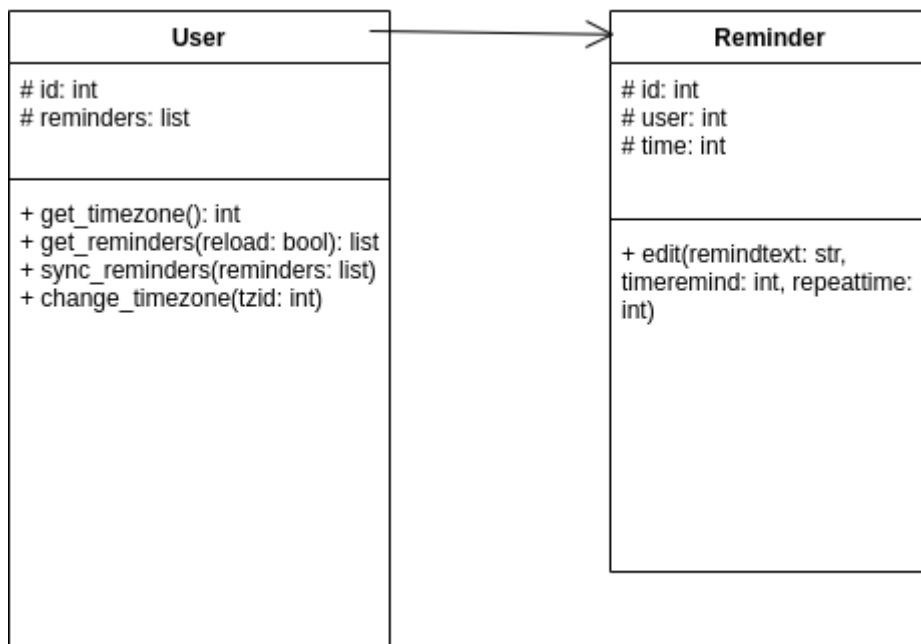 User
# id: int
# reminders: list
+ get_timezone(): int
+ get_reminders(reload: bool): list
+ sync_reminders(reminders: list)
+ change_timezone(tzid: int)
Reminder
# id: int
# user: int
# time: int
+ edit(remindtext: str,
timeremind: int, repeattime:
int)